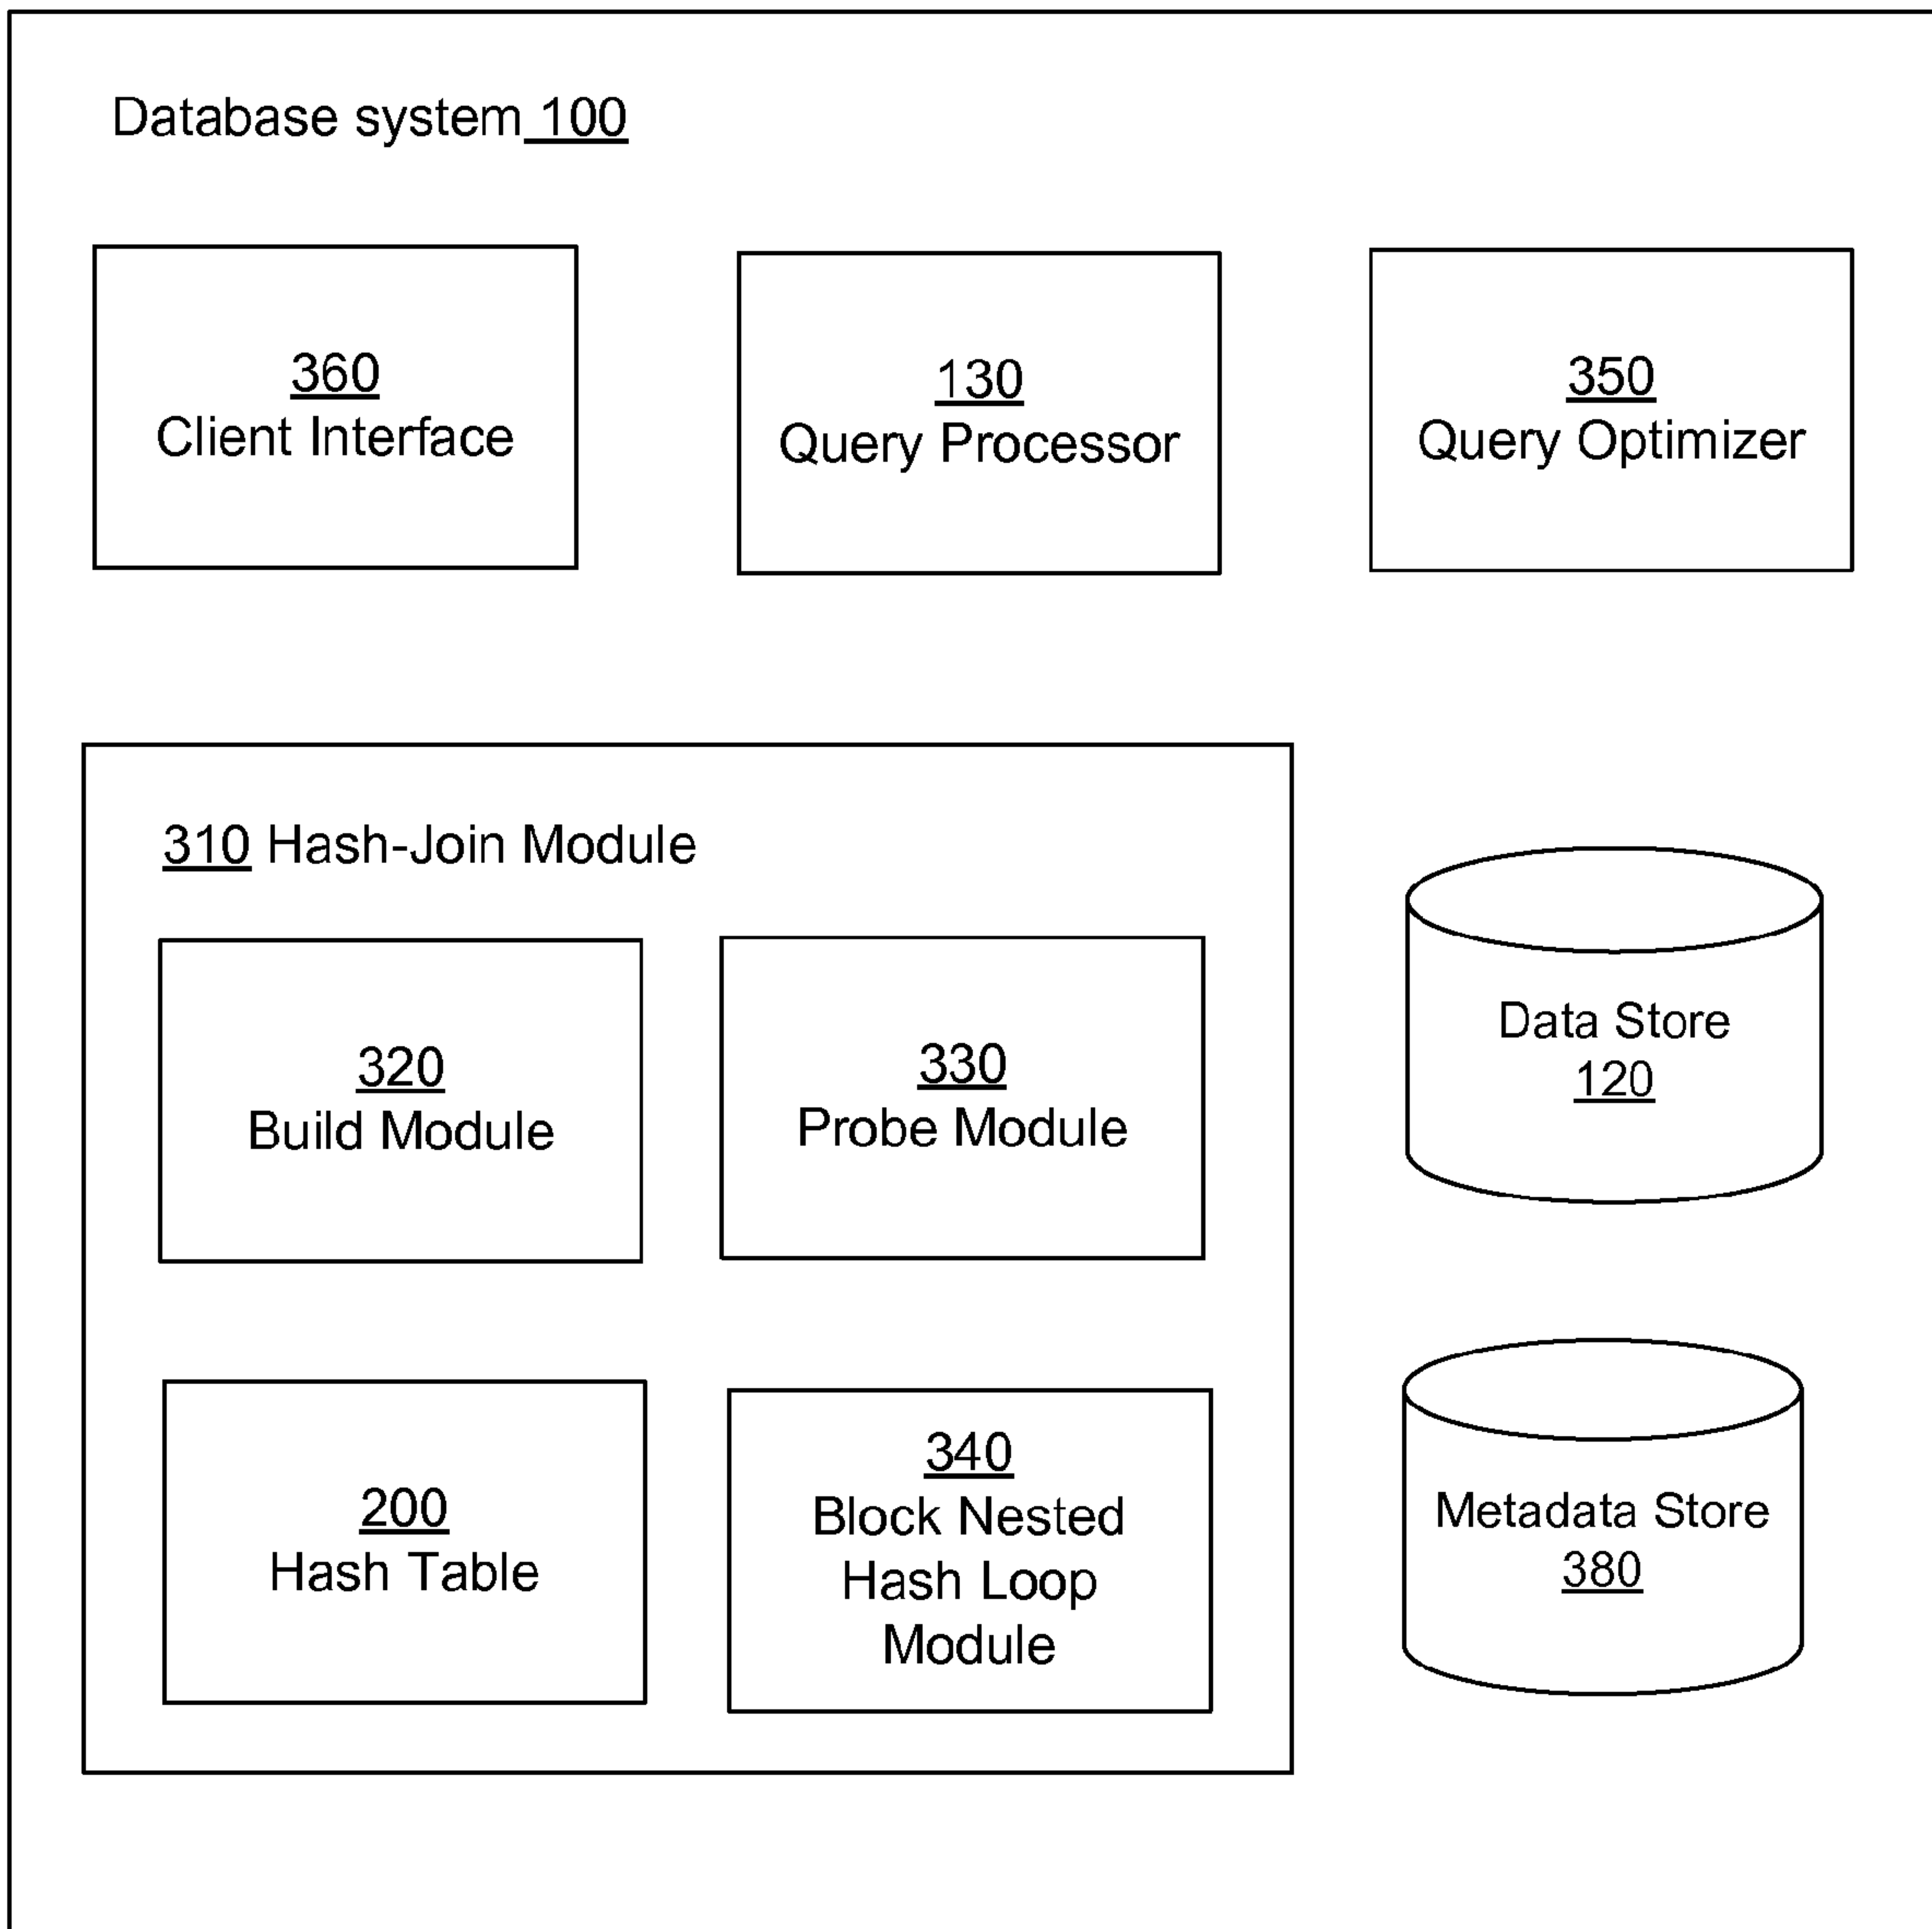 Database system 100
360
Client Interface
130
Query Processor
350
Query Optimizer
310 Hash-Join Module
320
Build Module
330
Probe Module
200
Hash Table
340
Block Nested
Hash Loop
Module
Data Store
120
Metadata Store
380